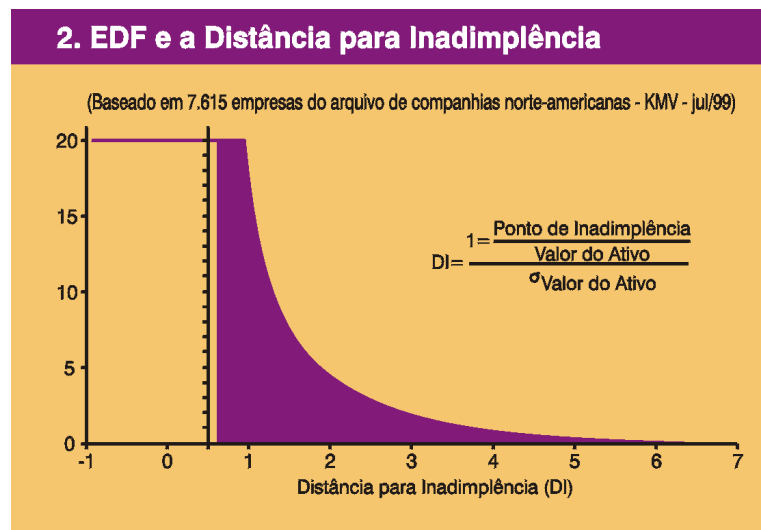 2. EDF e a Distância para Inadimplência
(Baseado em 7.615 empresas do arquivo de companhias norte-americanas - KMV - jul/99)
20
15
10
5
0
1= Ponto de Inadimplência
Valor do Ativo
DI=
σ Valor do Ativo
-1 0 1 2 3 4 5 6 7
Distância para Inadimplência (DI)